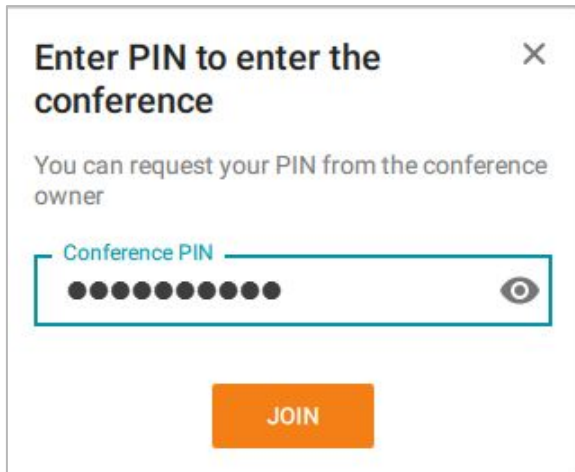 Enter PIN to enter the
conference
You can request your PIN from the conference
owner
Conference PIN
●●●●●●●●●●
JOIN